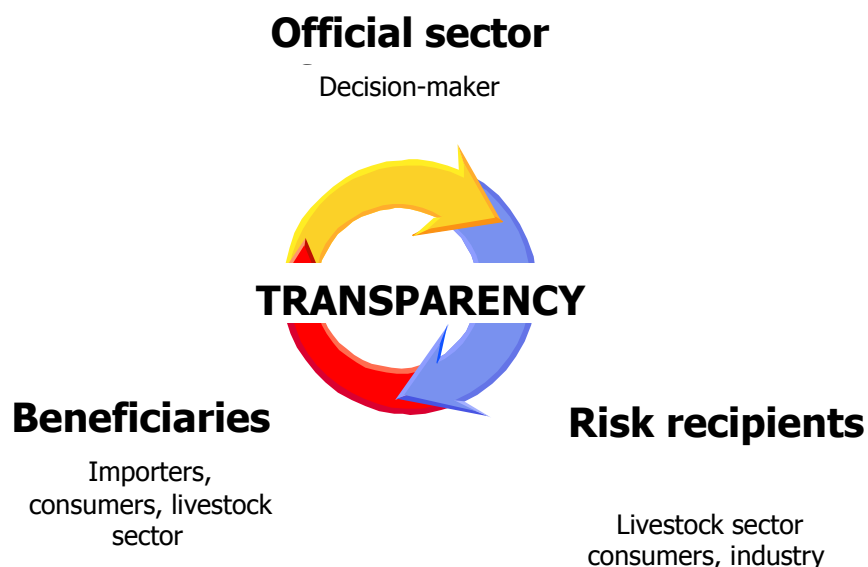 Official sector
Decision-maker
TRANSPARENCY
Beneficiaries
Importers,
consumers, livestock
sector
Risk recipients
Livestock sector
consumers, industry